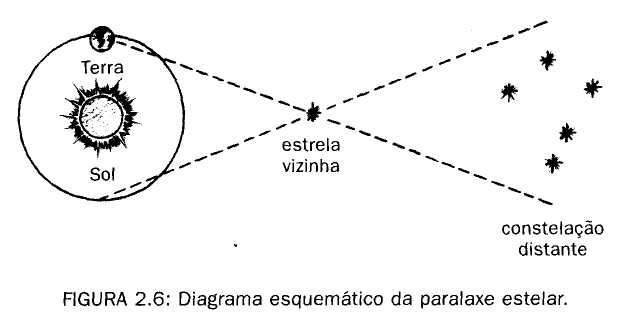 Terra
Sol
estrela
vizinha
constelação
distante
FIGURA 2.6: Diagrama esquemático da paralaxe estelar.